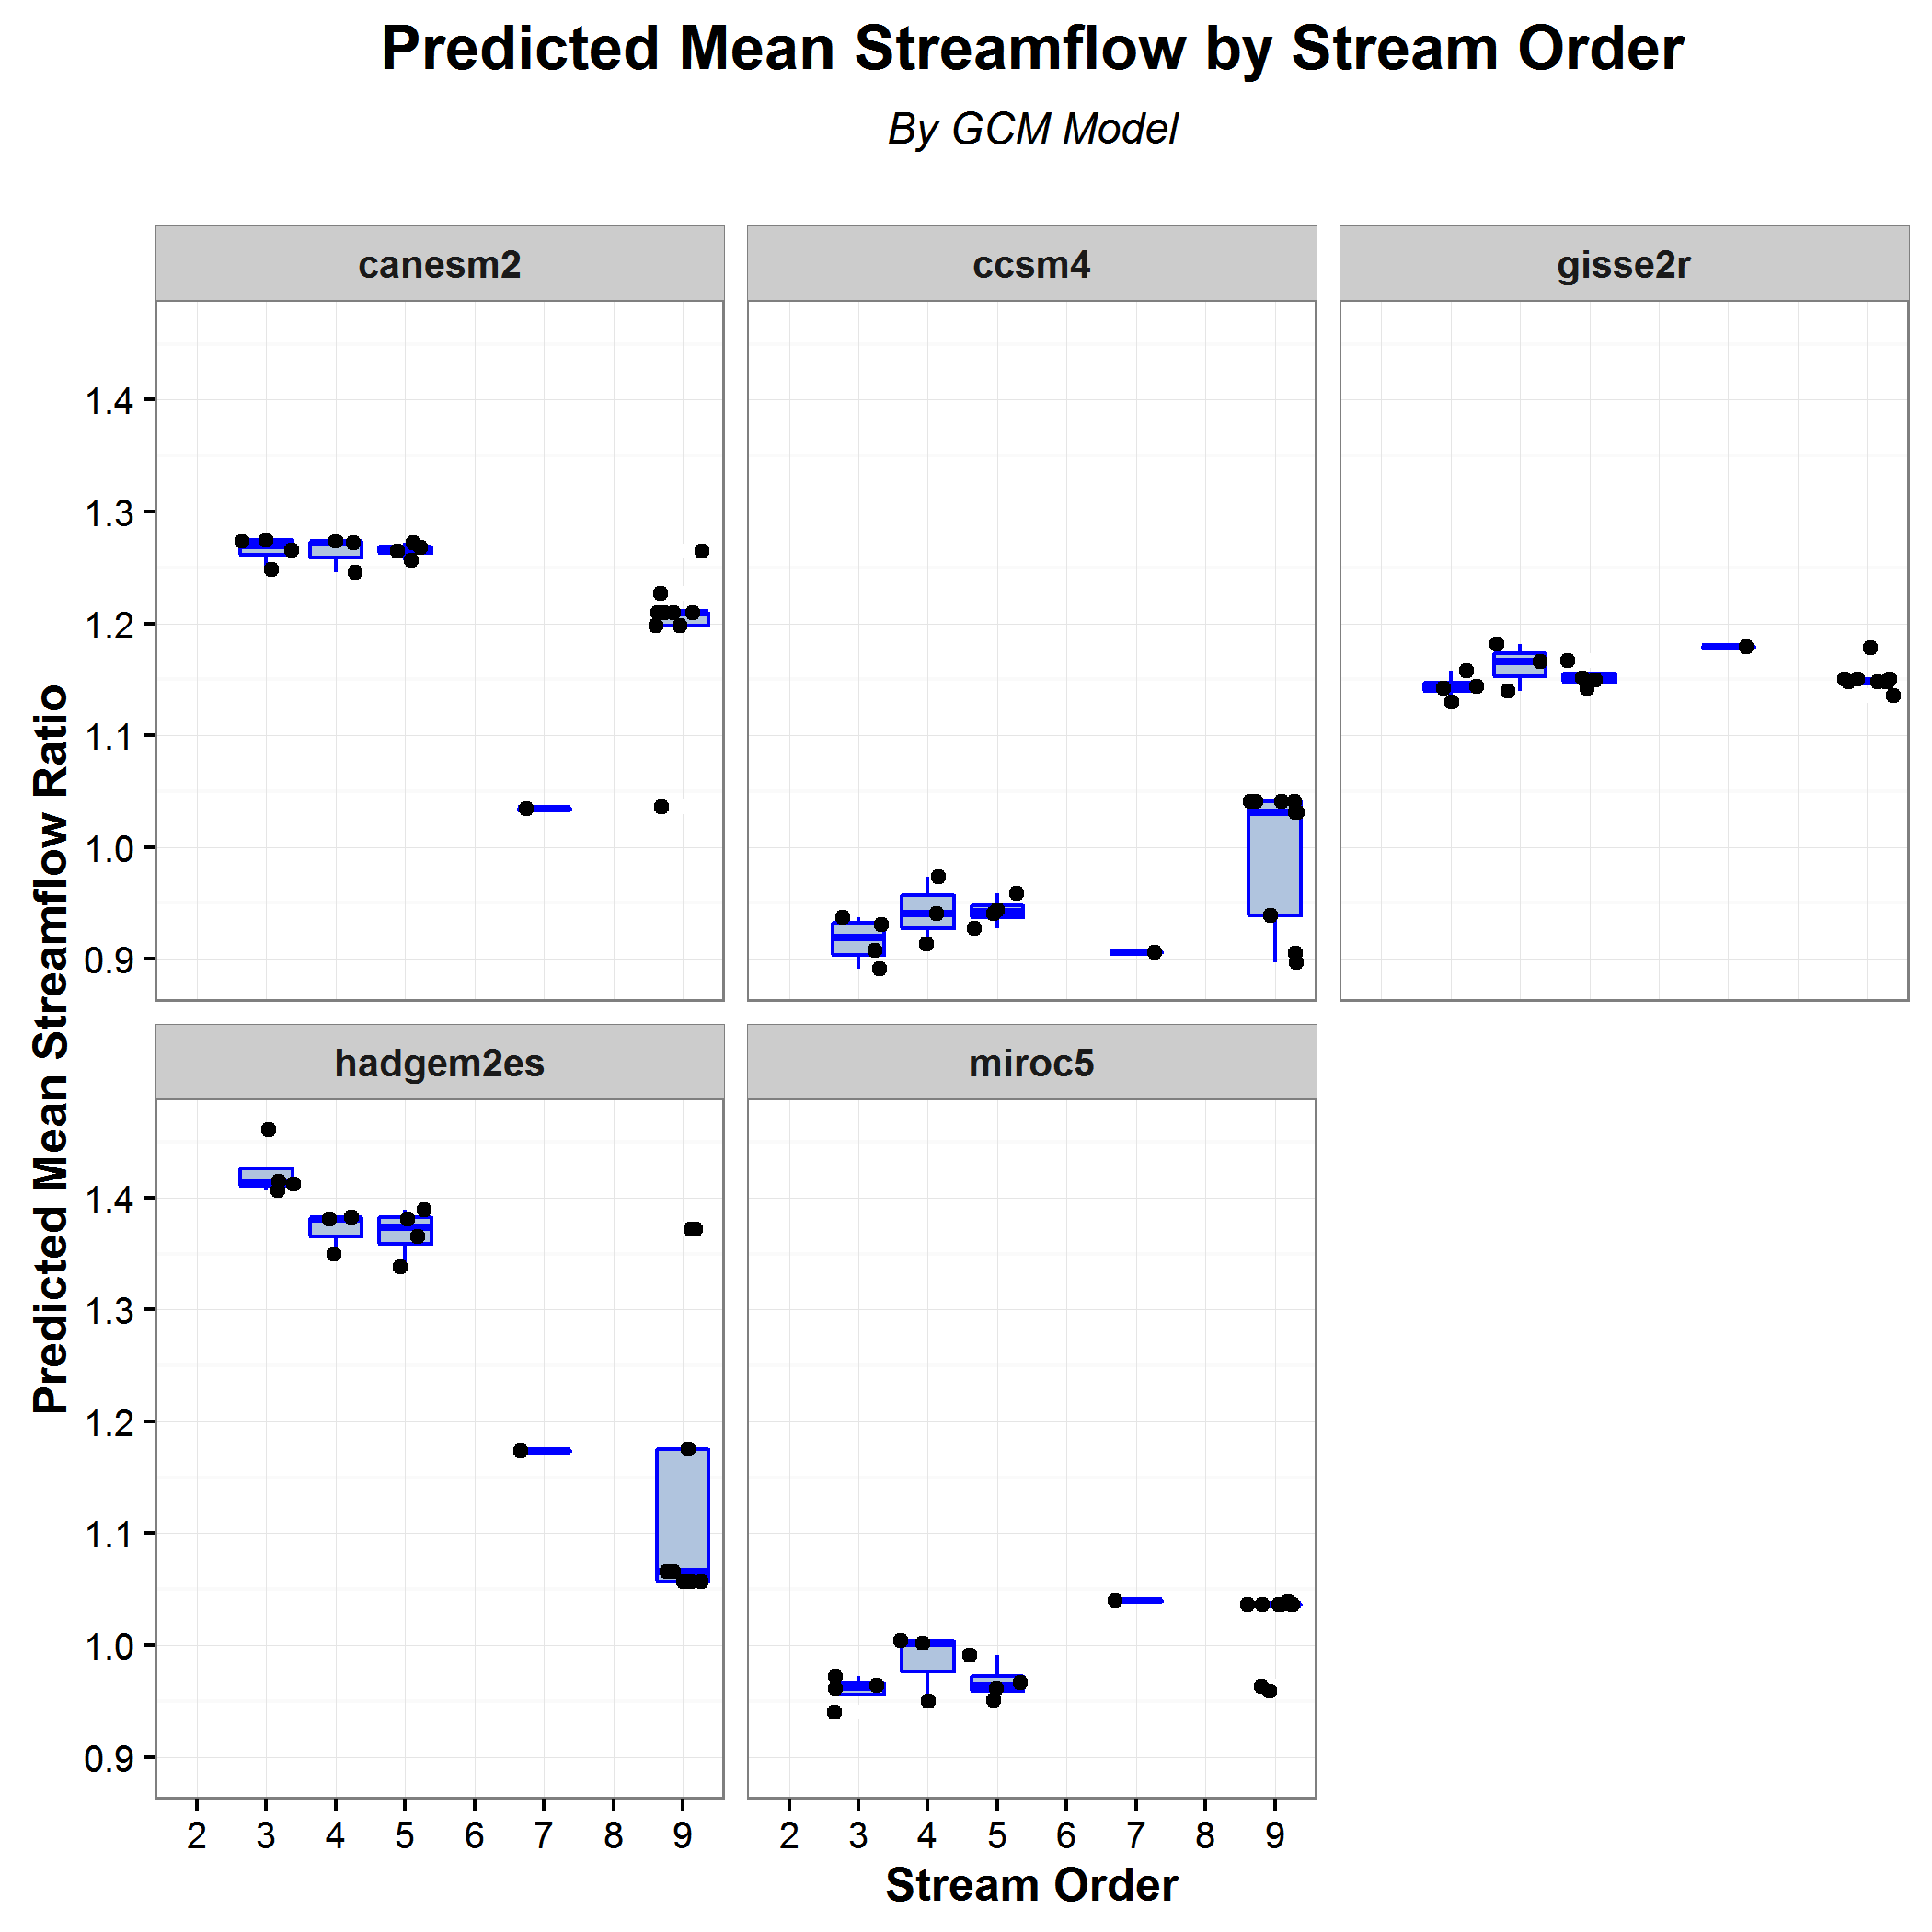 Predicted Mean Streamflow by Stream Order
By GCM Model
canesm2
ccsm4
gisse2r
1.4
1.3
1.2
1.1
1.0
0.9
Predicted Mean Streamflow Ratio
hadgem2es
miroc5
1.4
1.3
1.2
1.1
1.0
0.9
2 3 4 5 6 7 8 9
2 3 4 5 6 7 8 9
Stream Order